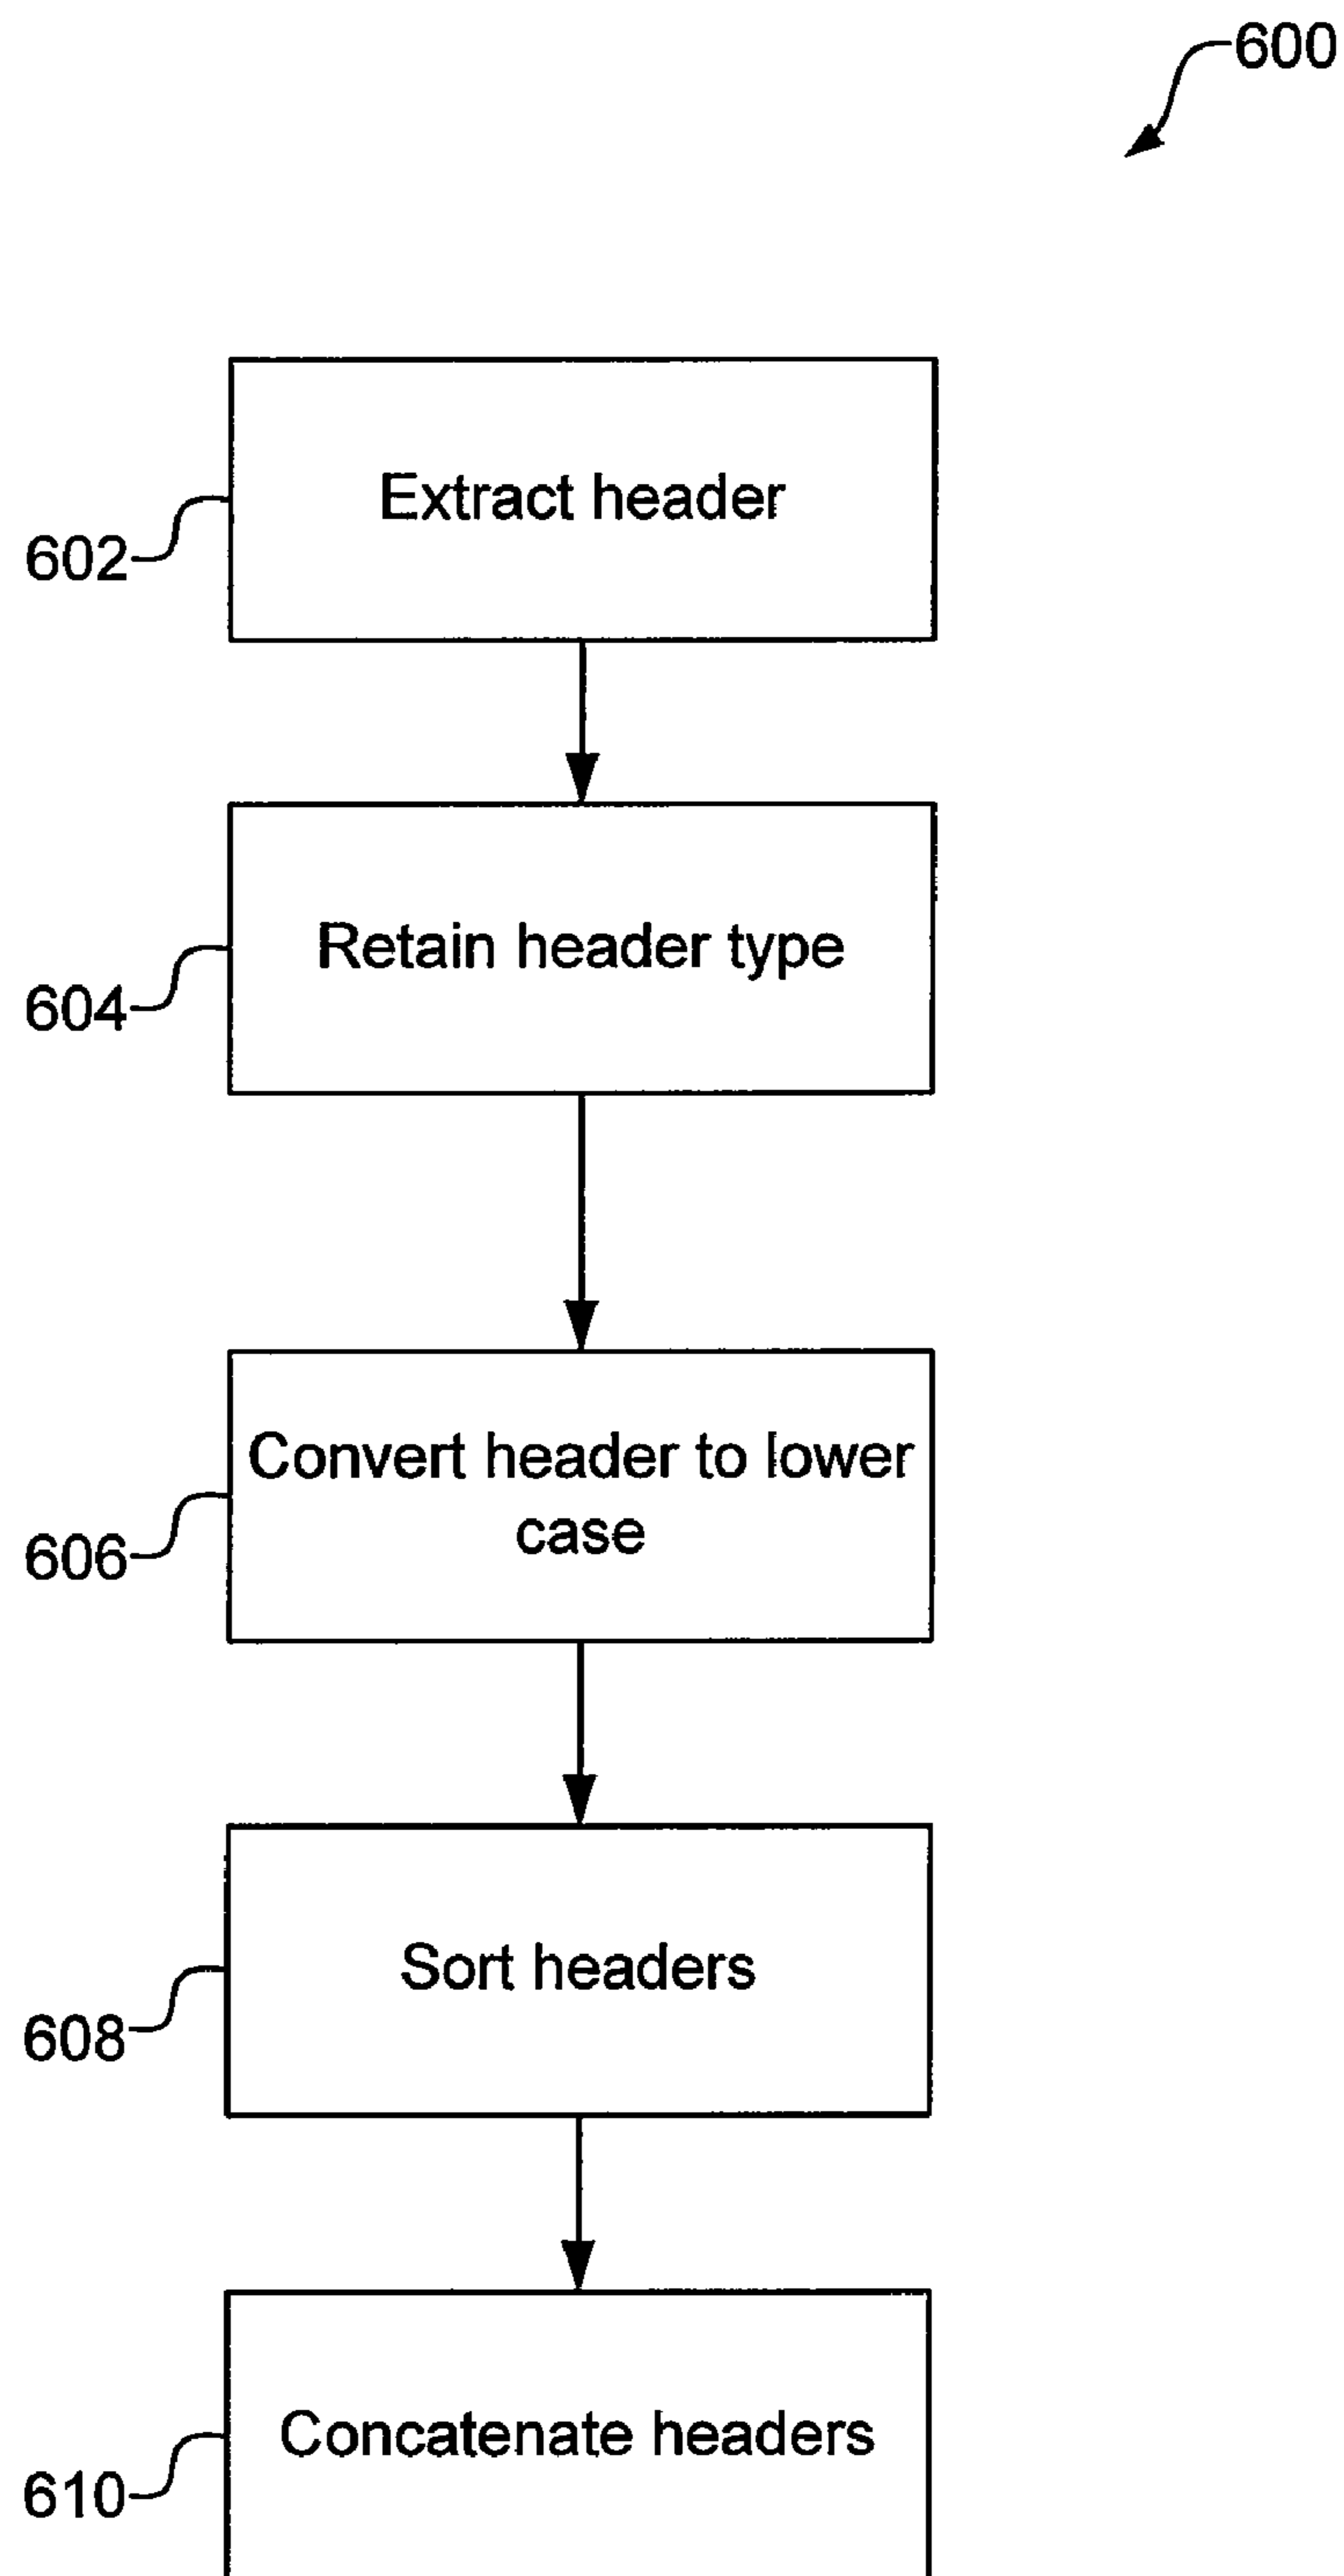 600
Extract header
602
Retain header type
604
Convert header to lower
case
606
Sort headers
608
Concatenate headers
610